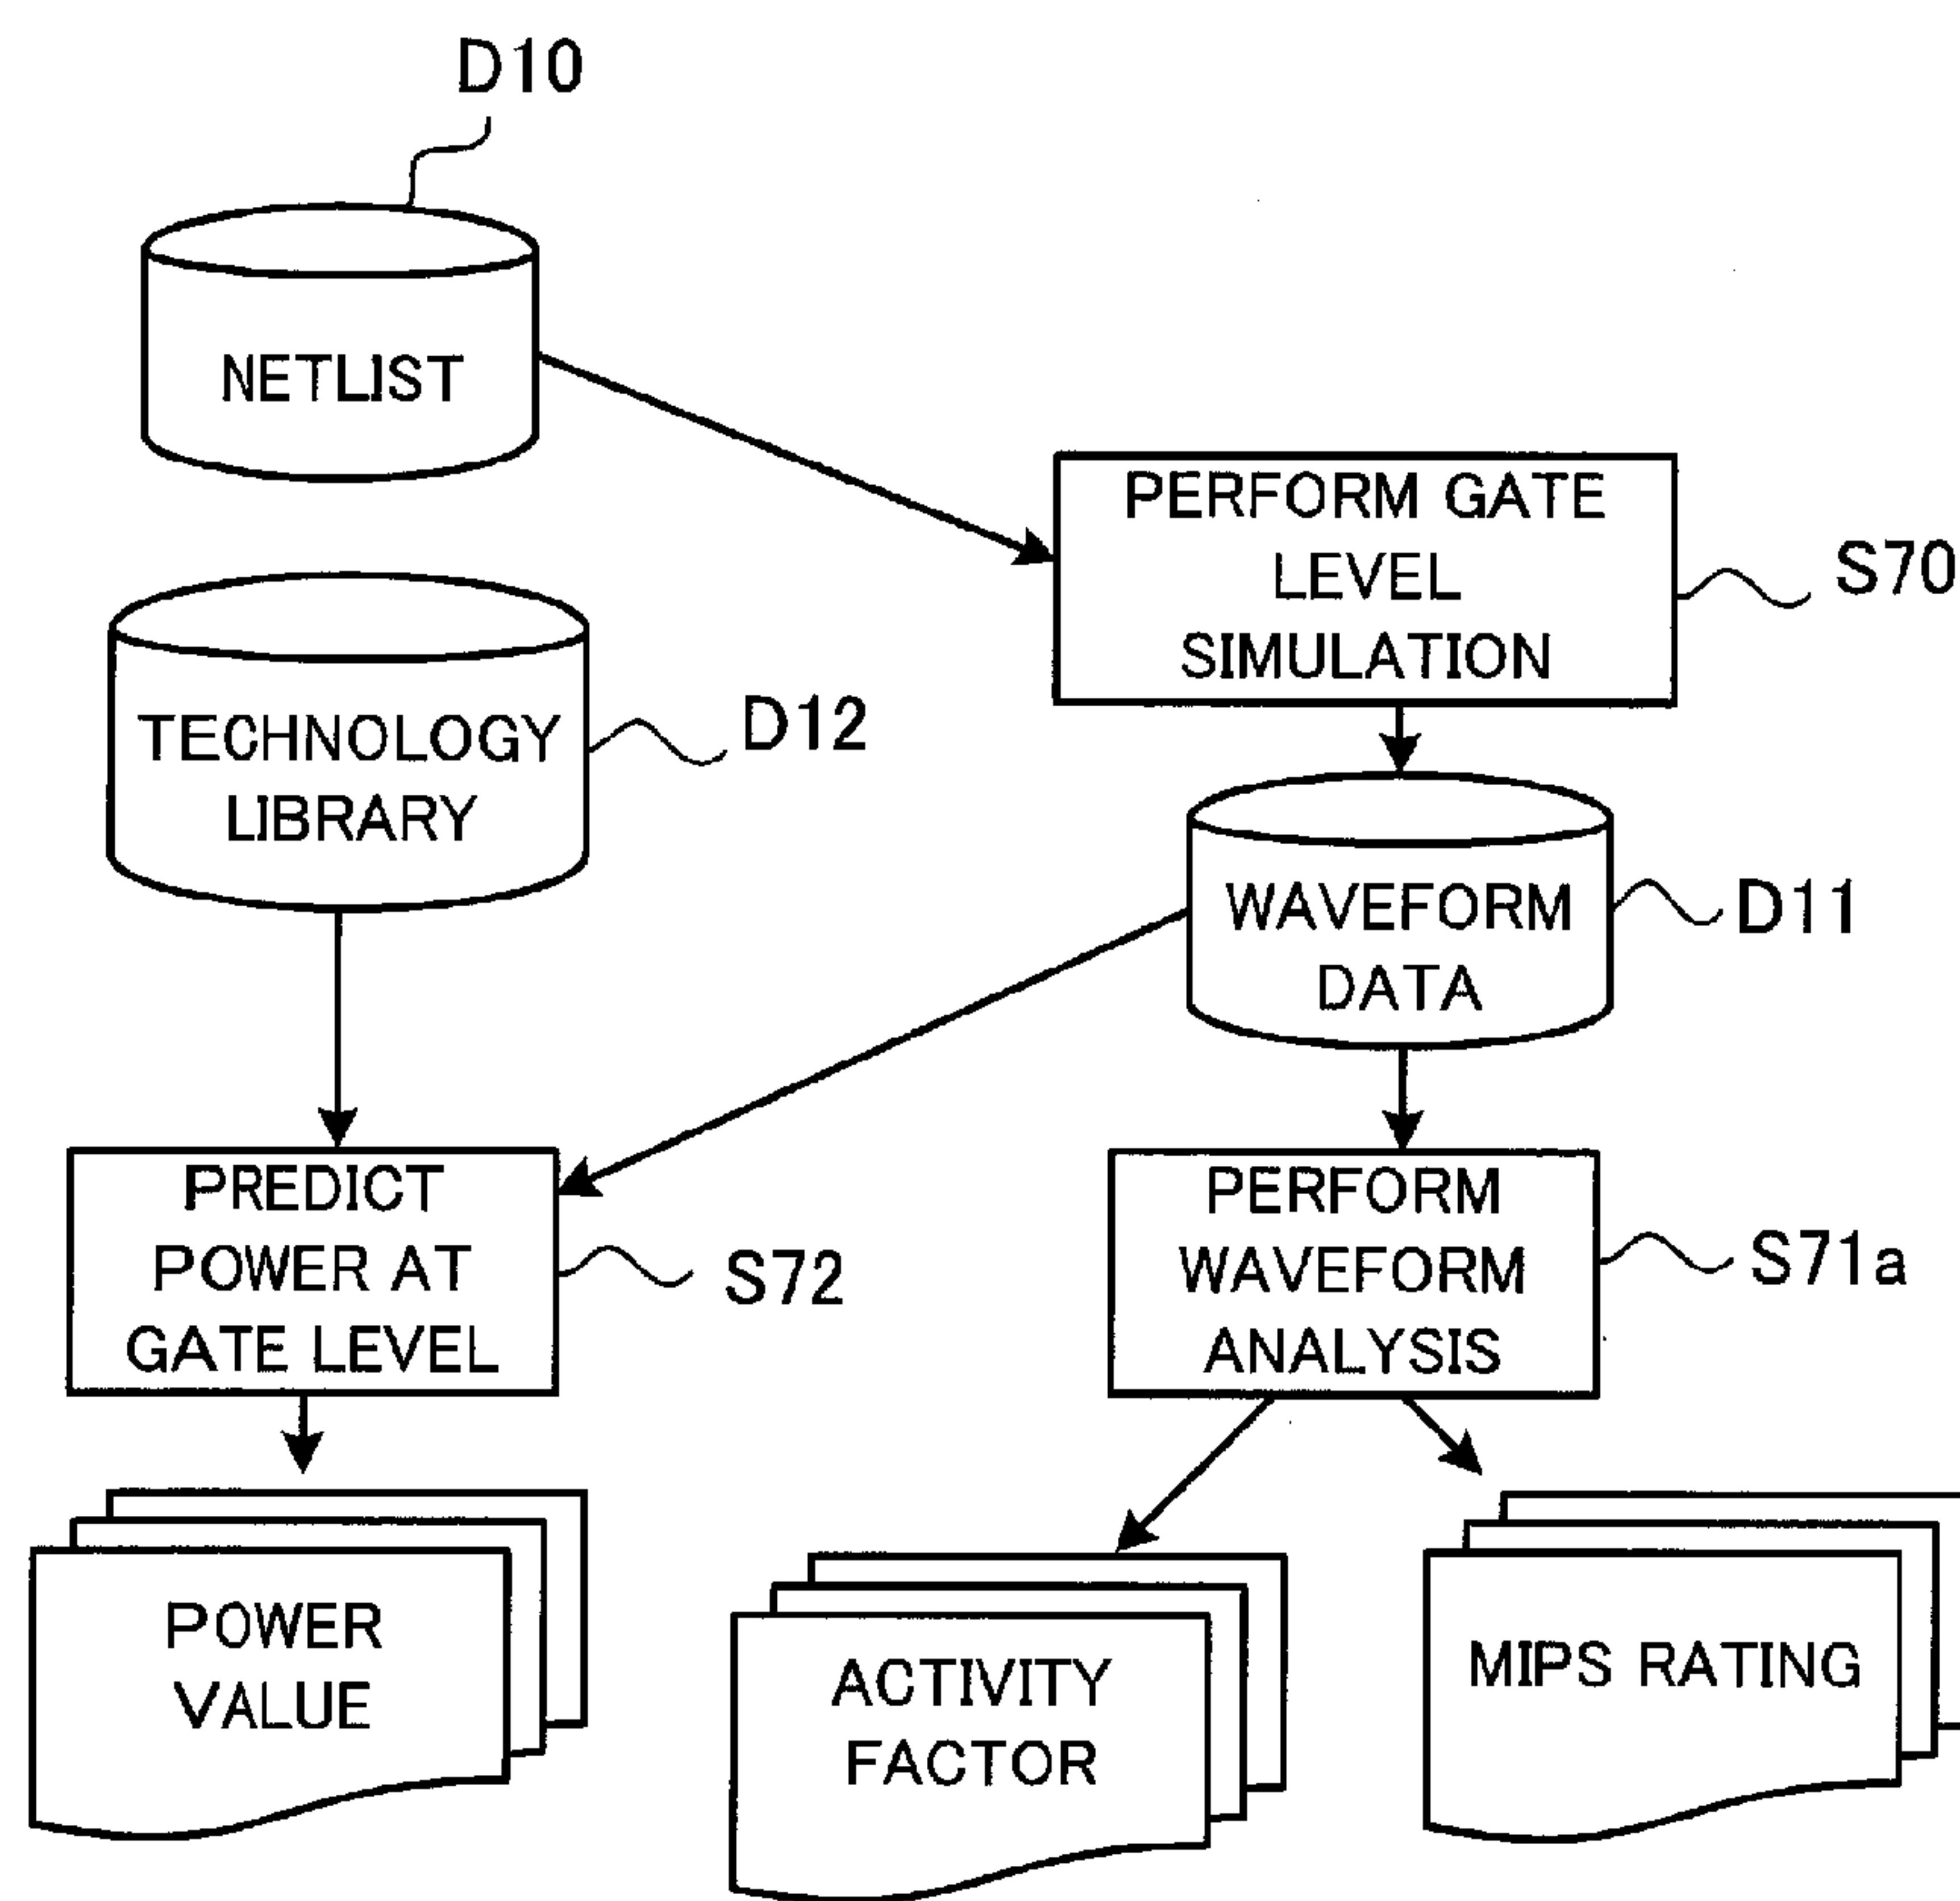 D10
NETLIST
PERFORM GATE
LEVEL
SIMULATION
S70
TECHNOLOGY
LIBRARY
D12
WAVEFORM
DATA
D11
PREDICT
POWER AT
GATE LEVEL
S72
PERFORM
WAVEFORM
ANALYSIS
S71a
POWER
VALUE
ACTIVITY
FACTOR
MIPS RATING